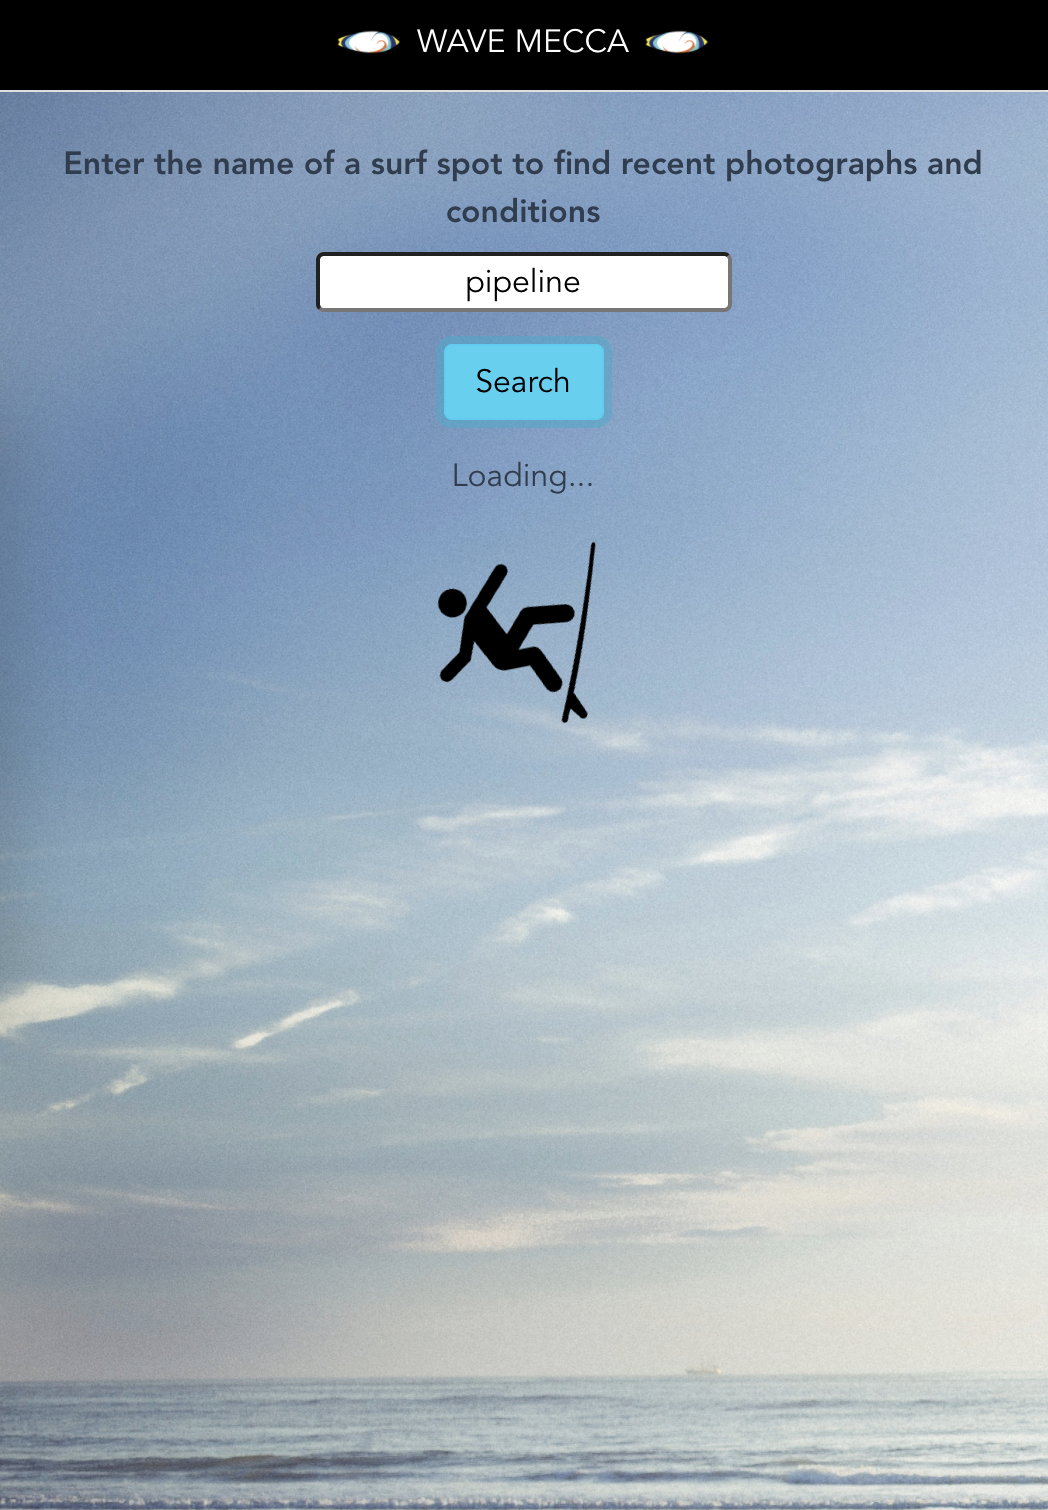 WAVE MECCA
Enter the name of a surf spot to find recent photographs and
conditions
pipeline
Search
Loading...